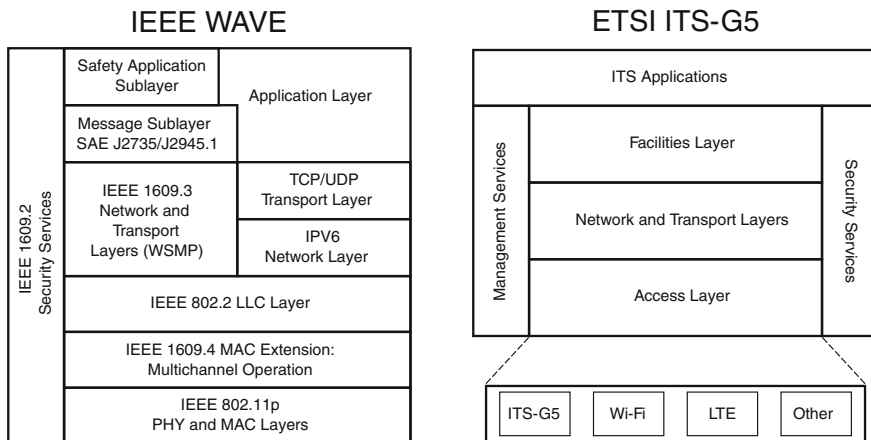 IEEE WAVE
IEEE 1609.2
Security Services
Safety Application
Sublayer
Application Layer
Message Sublayer
SAE J2735/J2945.1
IEEE 1609.3
Network and
Transport
Layers (WSMP)
TCP/UDP
Transport Layer
IPV6
Network Layer
IEEE 802.2 LLC Layer
IEEE 1609.4 MAC Extension:
Multichannel Operation
IEEE 802.11p
PHY and MAC Layers
ETSI ITS-G5
ITS Applications
Management Services
Facilities Layer
Network and Transport Layers
Access Layer
Security Services
ITS-G5
Wi-Fi
LTE
Other